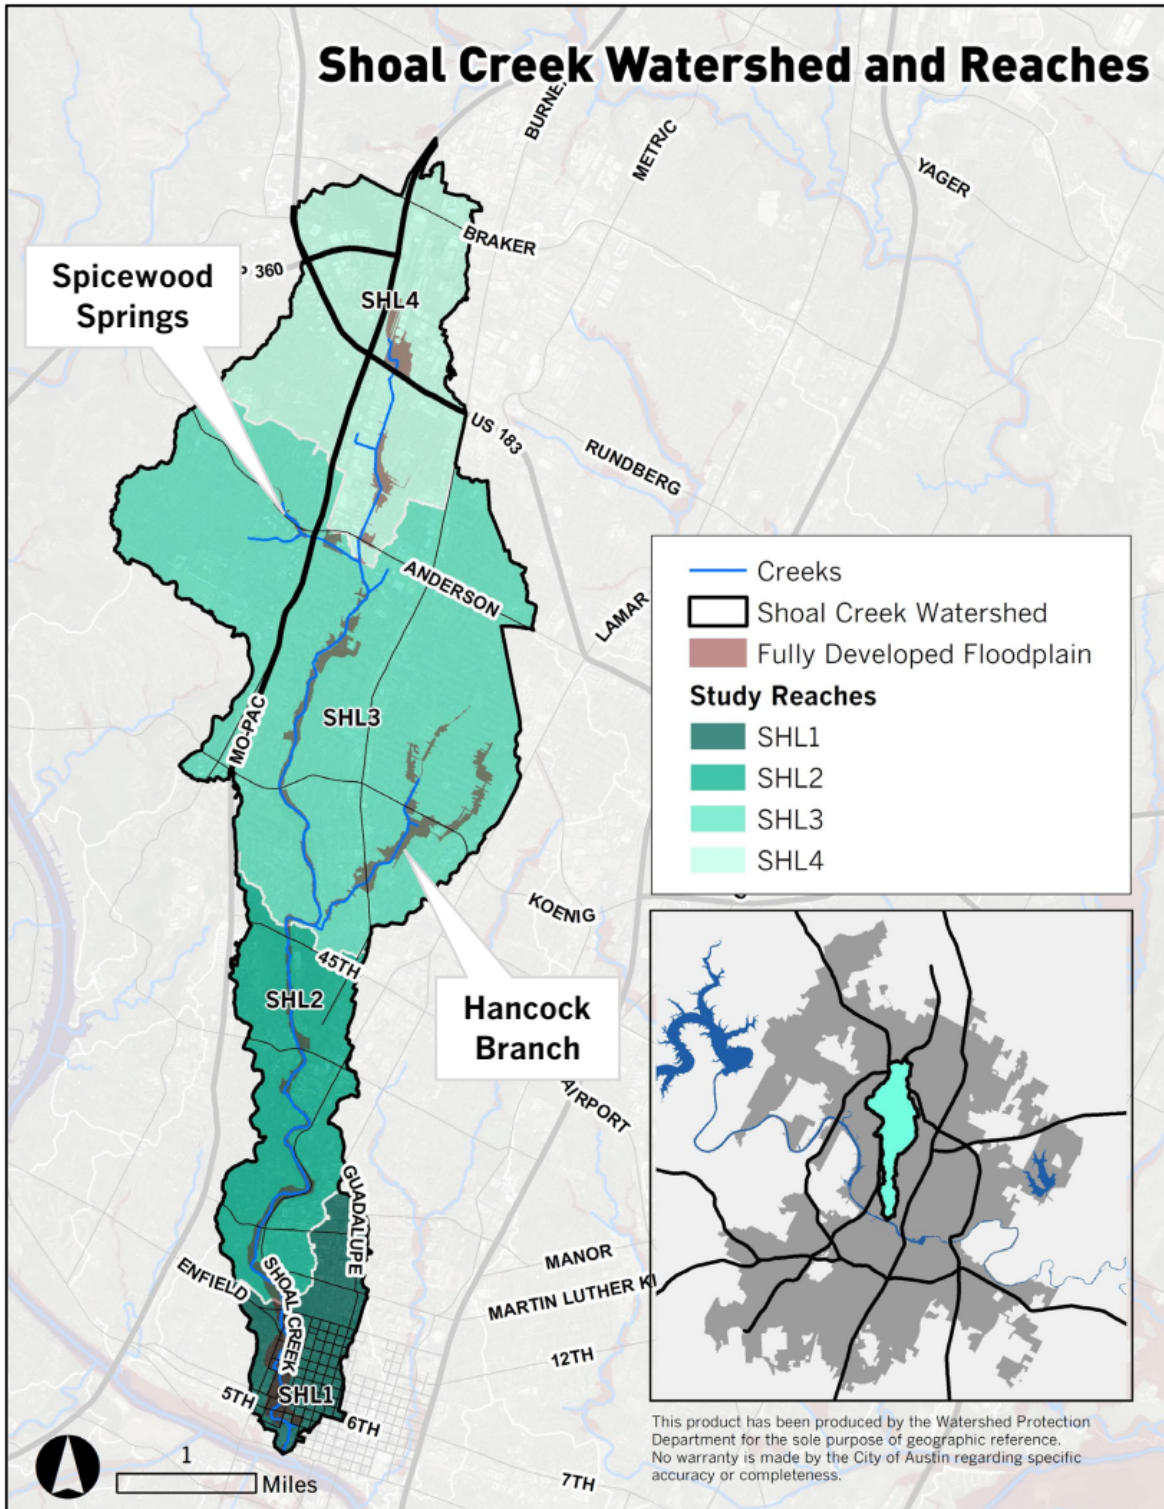 Shoal Creek Watershed and Reaches
METRIC
YAGER
BRAKER
360
Spicewood
Springs
SHL4
US 183
RUNDBERG
ANDERSON
LAMAR
Creeks
Shoal Creek Watershed
Fully Developed Floodplain
Study Reaches
SHL1
SHL2
SHL3
SHL4
MO-PAC
SHL3
KOENIG
45TH
SHL2
Hancock
Branch
AIRPORT
GUADALUPE
MANOR
ENFIELD
SHOAL CREEK
MARTIN LUTHER KI
12TH
5TH
SHL1
6TH
7TH
1
Miles
This product has been produced by the Watershed Protection
Department for the sole purpose of geographic reference.
No warranty is made by the City of Austin regarding specific
accuracy or completeness.